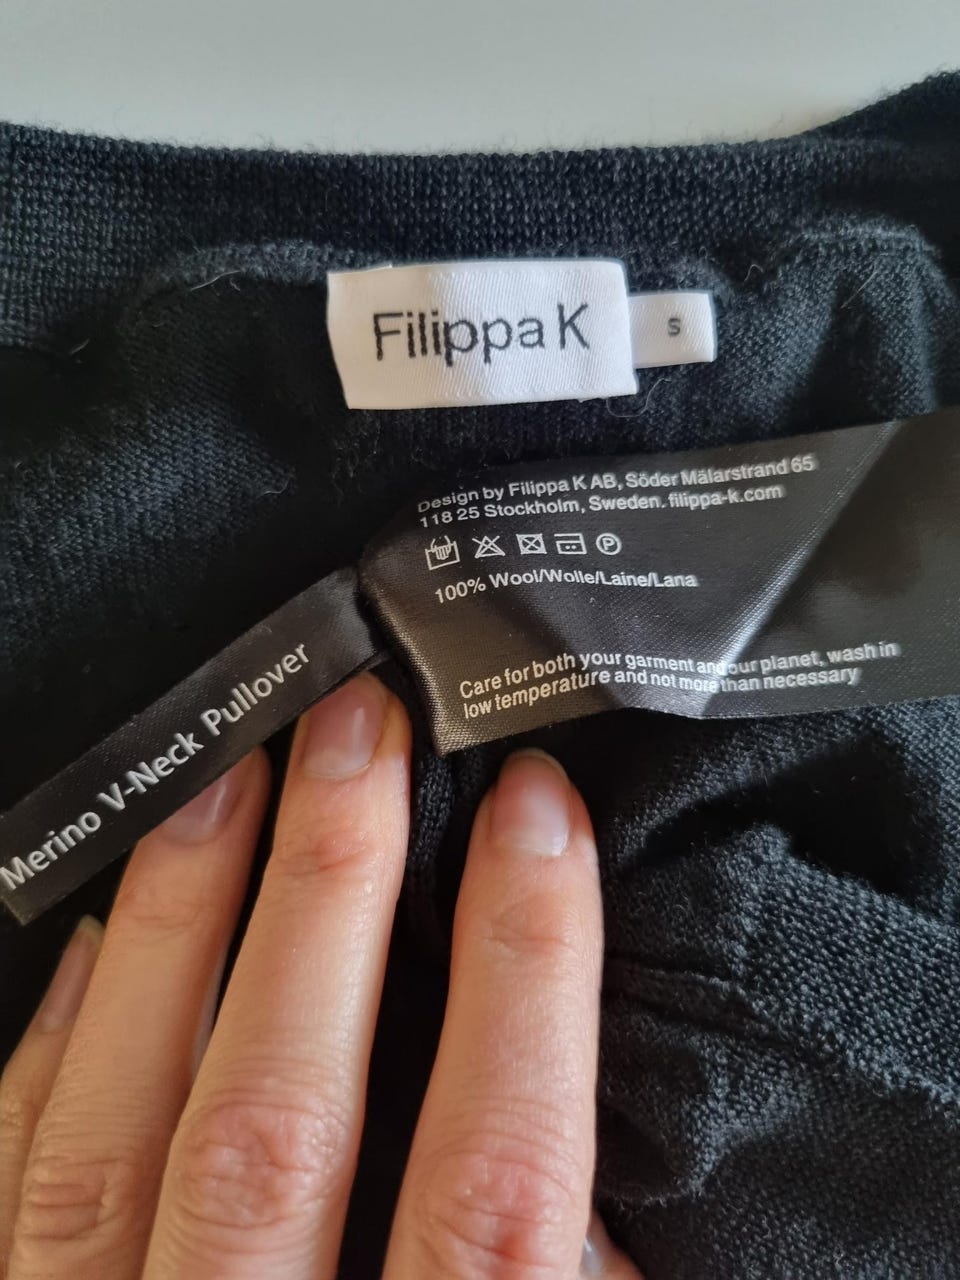 Filippa K
S
Design by Filippa K AB, Söder Mälarstrand 65
118 25 Stockholm, Sweden. filippa-k.com
P
100% Wool/Wolle/Laine/Lana
Care for both your garment and our planet, wash in
low temperature and not more than necessary
Merino V-Neck Pullover